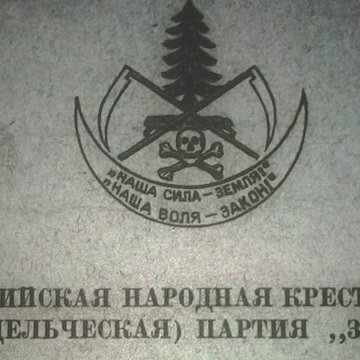 „НАША СИЛА – ЗЕМЛЯ!"
„НАША ВОЛЯ – ЗАКОН!"
ИЙСКАЯ НАРОДНАЯ КРЕСТ
ДЕЛЬЧЕСКАЯ) ПАРТИЯ „З